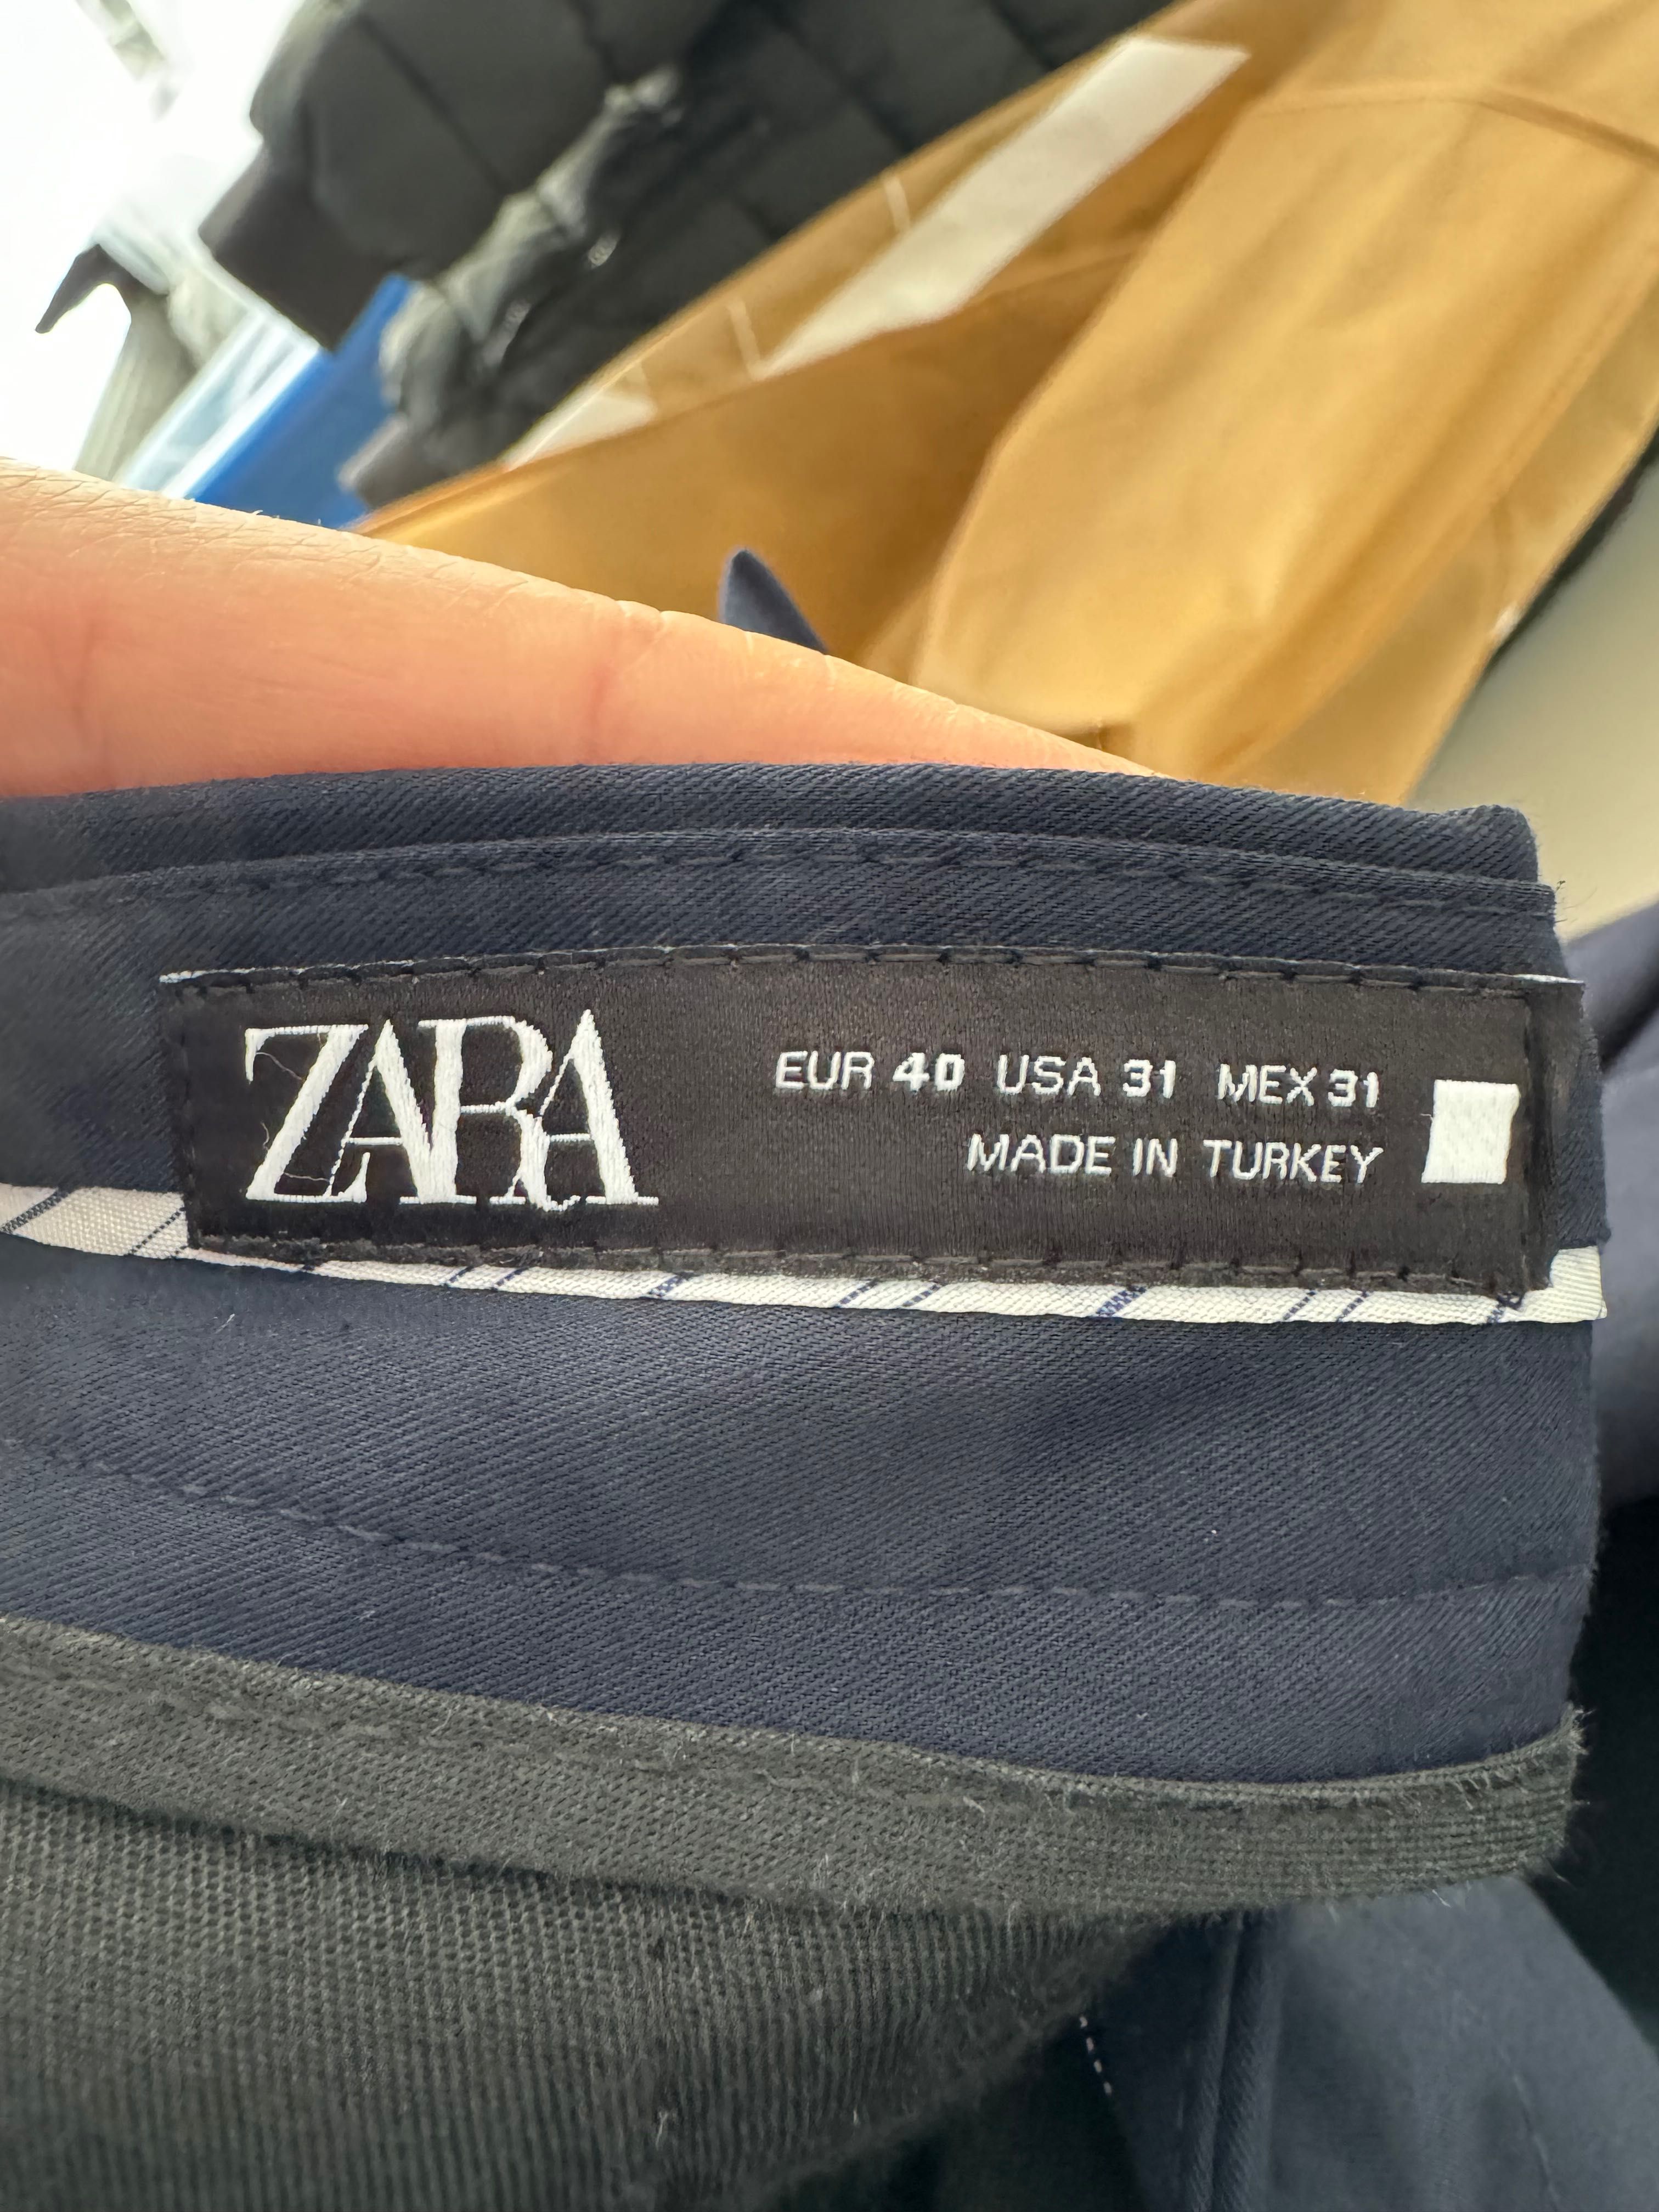 ZARA
EUR 40 USA 31 MEX 31
MADE IN TURKEY